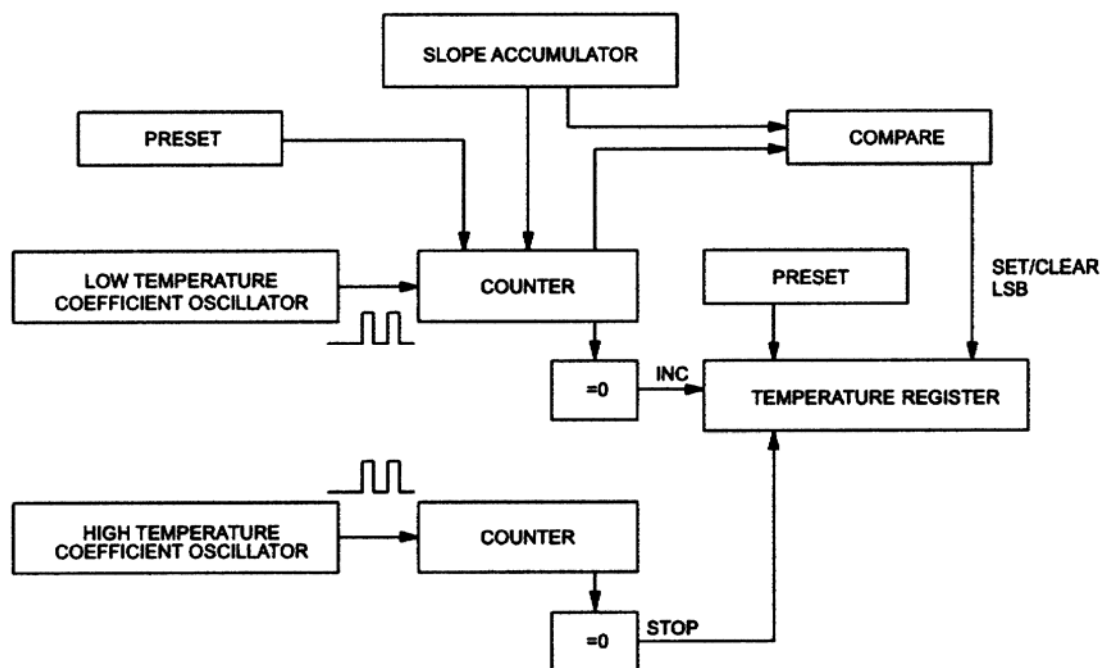 SLOPE ACCUMULATOR
PRESET
COMPARE
LOW TEMPERATURE
COEFFICIENT OSCILLATOR
COUNTER
PRESET
SET/CLEAR
LSB
=0
INC
TEMPERATURE REGISTER
HIGH TEMPERATURE
COEFFICIENT OSCILLATOR
COUNTER
=0
STOP